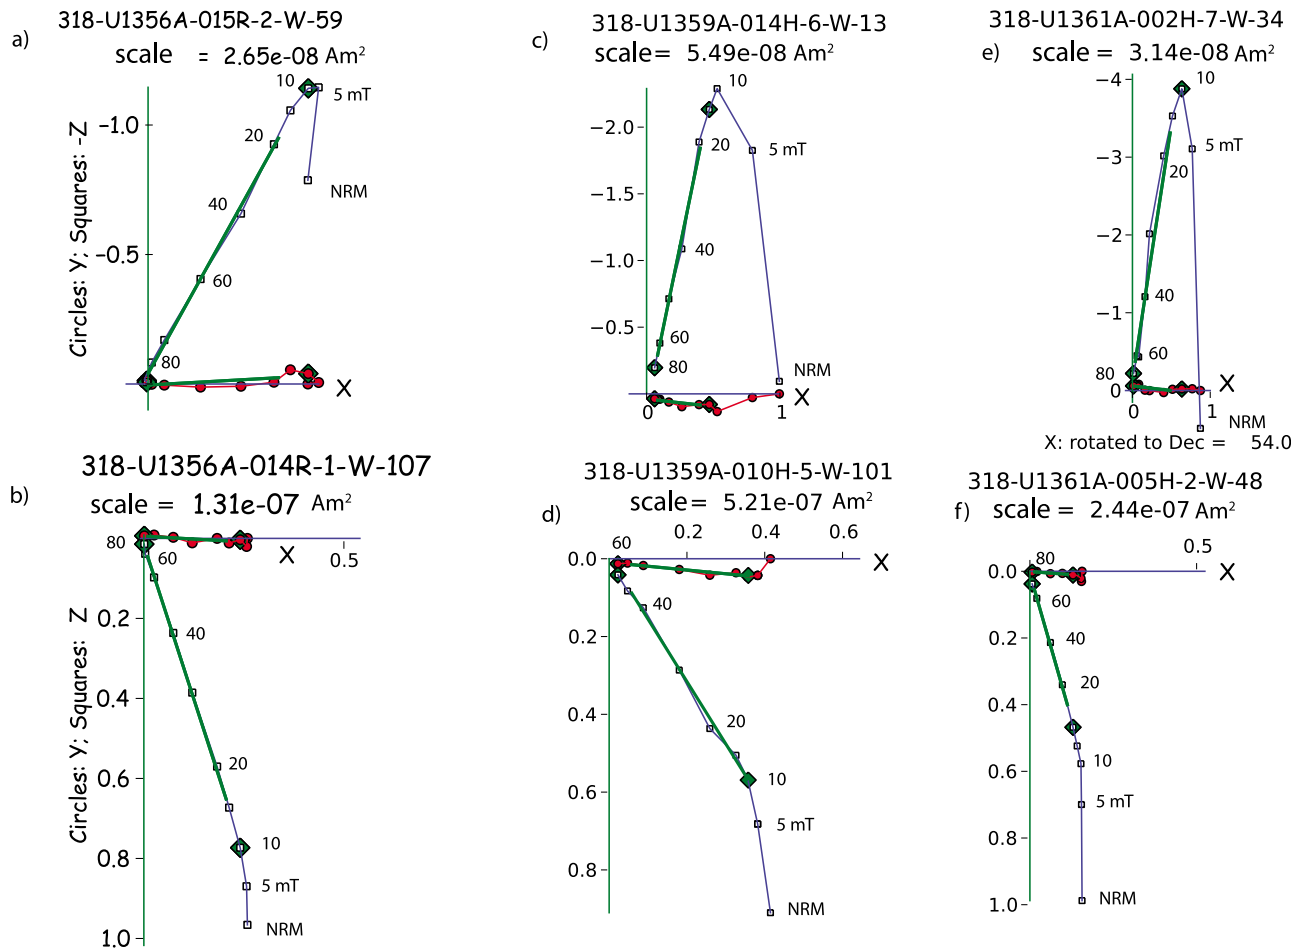 a)
318-U1356A-015R-2-W-59
scale = 2.65e-08 Am²
Circles: Y; Squares: -Z
−1.0
−0.5
10
5 mT
20
NRM
40
60
80
X
c)
318-U1359A-014H-6-W-13
scale = 5.49e-08 Am²
−2.0
−1.5
−1.0
−0.5
10
20
5 mT
40
60
80
NRM
X
0
1
e)
318-U1361A-002H-7-W-34
scale = 3.14e-08 Am²
−4
−3
−2
−1
0
10
5 mT
20
40
60
80
X
0
1
NRM
X: rotated to Dec = 54.0
b)
318-U1356A-014R-1-W-107
scale = 1.31e-07 Am²
Circles: Y; Squares: Z
80
60
X
0.5
0.2
40
0.4
20
0.6
0.8
10
5 mT
NRM
1.0
d)
318-U1359A-010H-5-W-101
scale = 5.21e-07 Am²
60
0.2
0.4
0.6
0.0
X
40
0.2
0.4
20
0.6
10
5 mT
0.8
NRM
f)
318-U1361A-005H-2-W-48
scale = 2.44e-07 Am²
80
0.5
0.0
X
60
0.2
40
20
0.4
0.6
10
5 mT
0.8
NRM
1.0